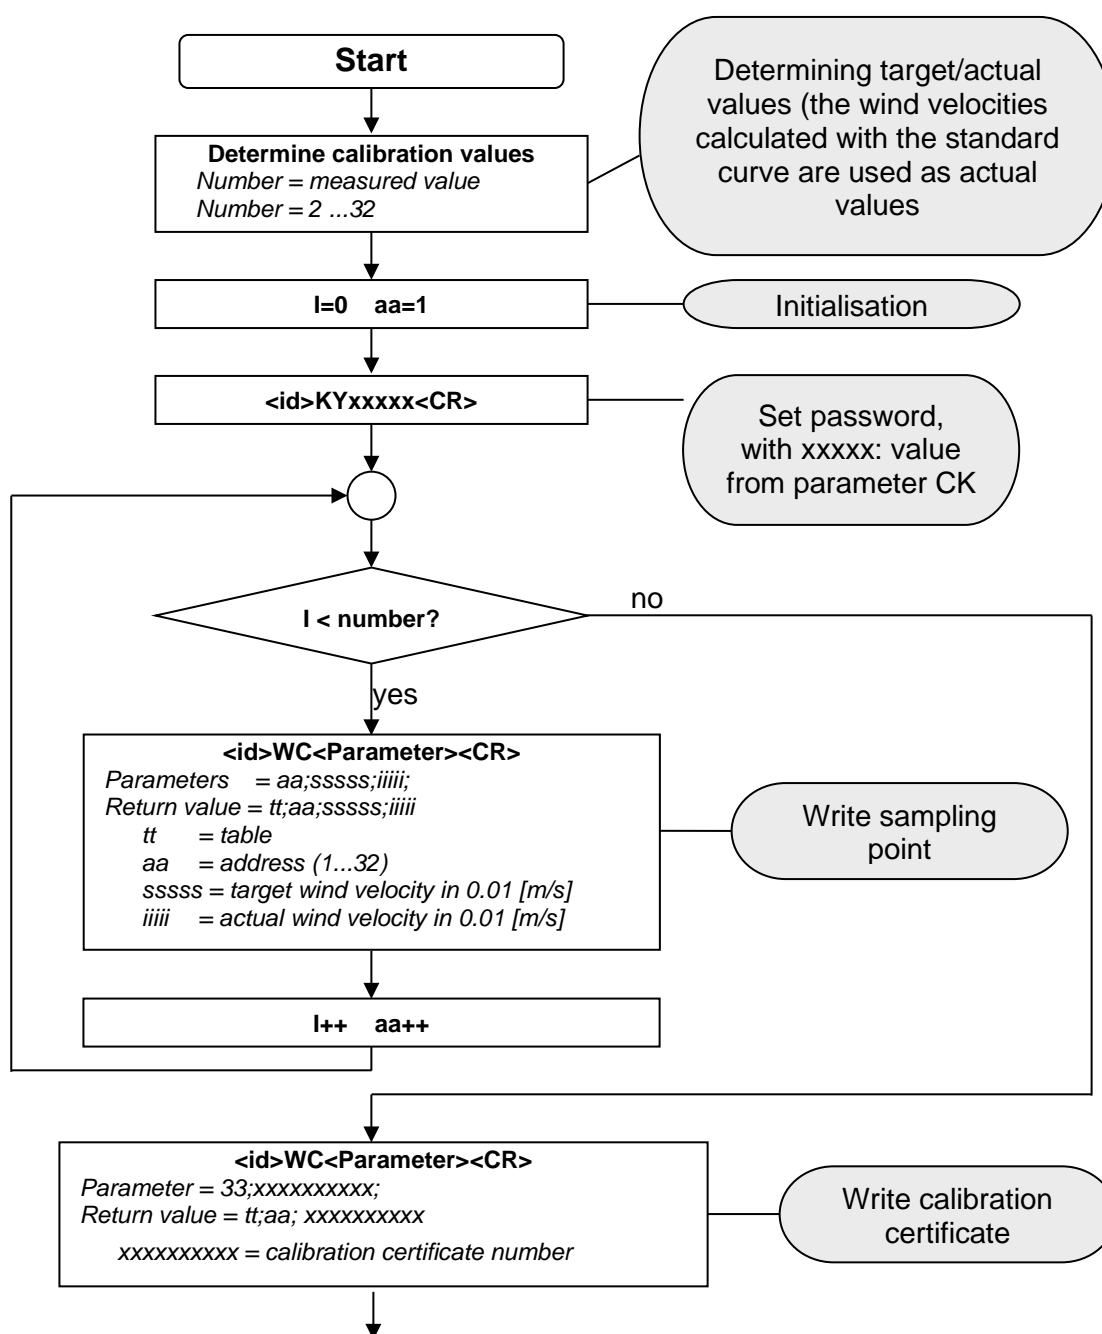 Start
Determining target/actual
values (the wind velocities
calculated with the standard
curve are used as actual
values
Determine calibration values
Number = measured value
Number = 2 ...32
I=0 aa=1
Initialisation
<id>KYxxxxx<CR>
Set password,
with xxxxx: value
from parameter CK
I < number?
no
yes
<id>WC<Parameter><CR>
Parameters = aa;sssss;iiiii;
Return value = tt;aa;sssss;iiiii
tt = table
aa = address (1...32)
sssss = target wind velocity in 0.01 [m/s]
iiiii = actual wind velocity in 0.01 [m/s]
Write sampling
point
I++ aa++
<id>WC<Parameter><CR>
Parameter = 33;xxxxxxxxxx;
Return value = tt;aa; xxxxxxxxxx
xxxxxxxxxx = calibration certificate number
Write calibration
certificate